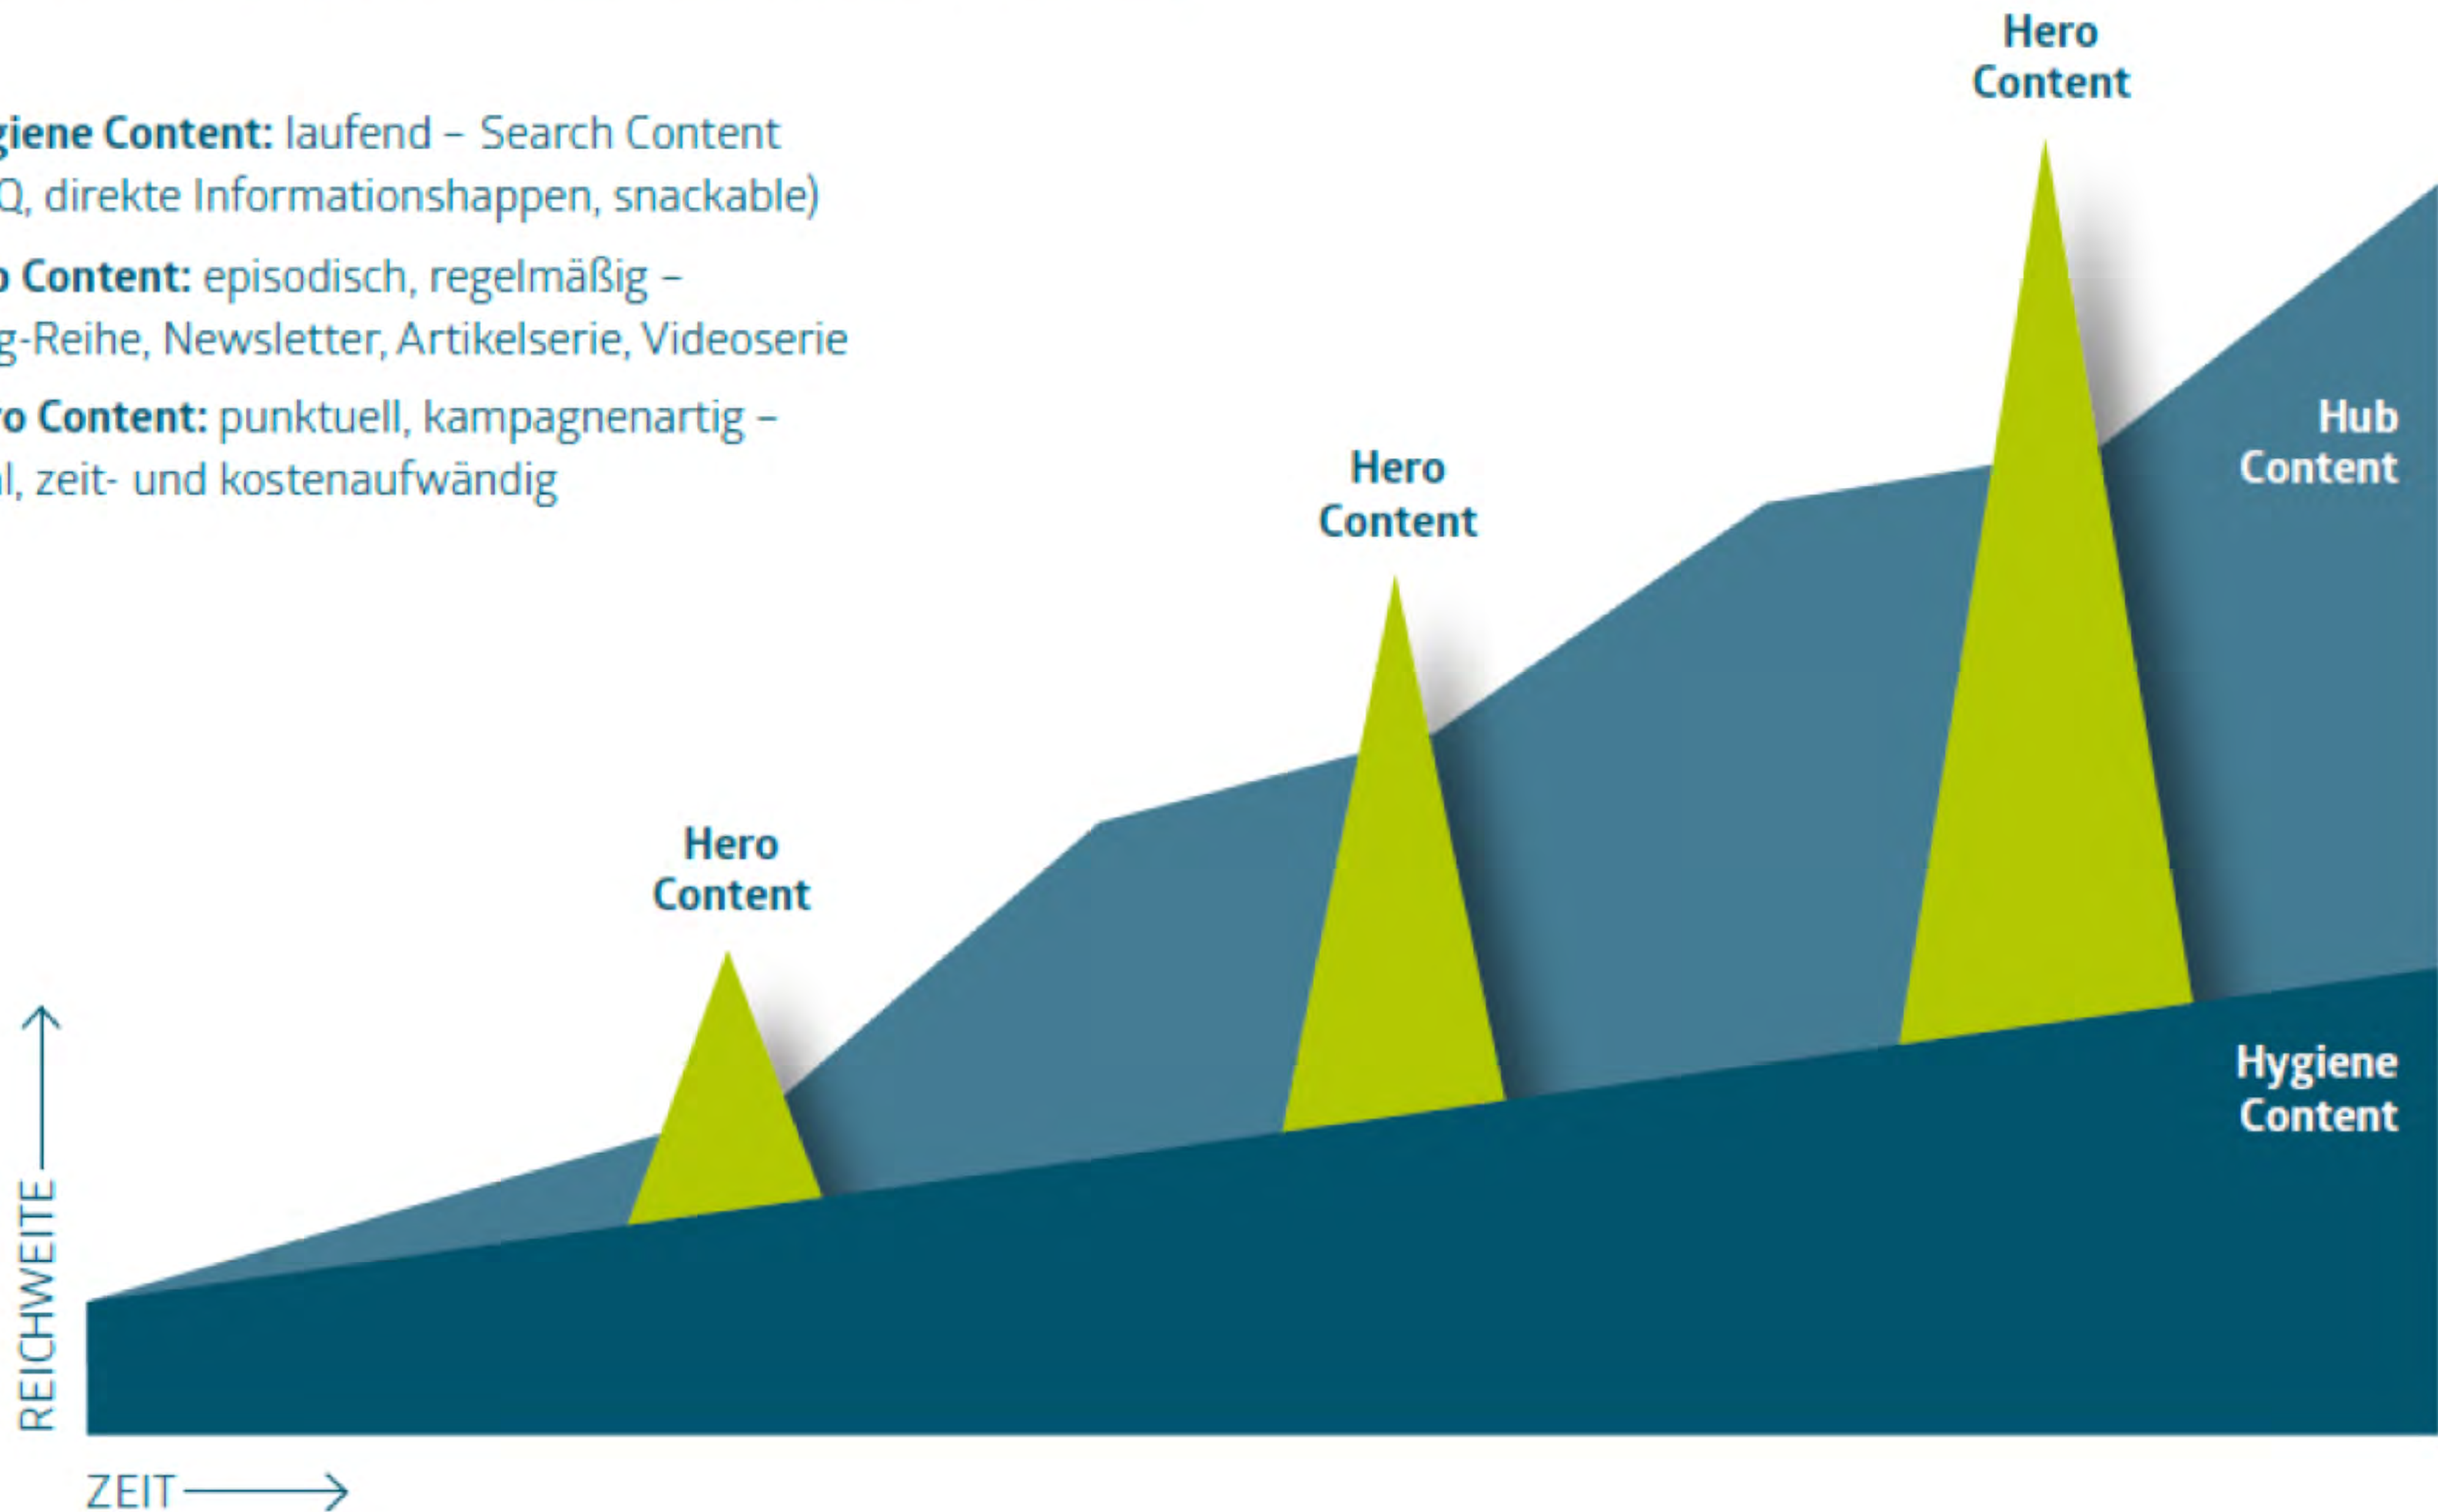 Hero
Content
giene Content: laufend – Search Content
Q, direkte Informationshappen, snackable)
Content: episodisch, regelmäßig –
g-Reihe, Newsletter, Artikelserie, Videoserie
ro Content: punktuell, kampagnenartig –
l, zeit- und kostenaufwändig
Hub
Content
Hero
Content
Hero
Content
Hygiene
Content
REICHWEITE
ZEIT